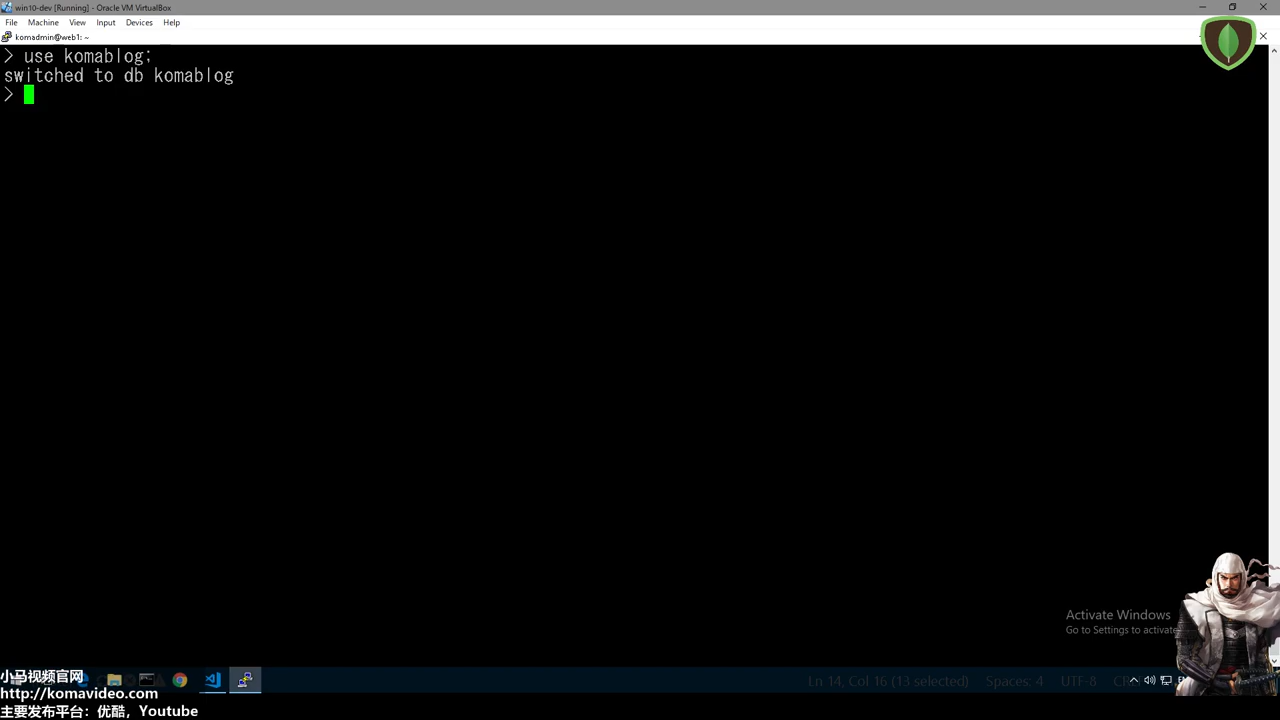 win10-dev [Running] - Oracle VM VirtualBox
File Machine View Input Devices Help
komadmin@web1: ~
> use komablog;
switched to db komablog
>
Activate Windows
Go to Settings to activate
小马视频官网
http://komavideo.com
主要发布平台：优酷，Youtube
Ln 14, Col 16 (13 selected) Spaces: 4 UTF-8